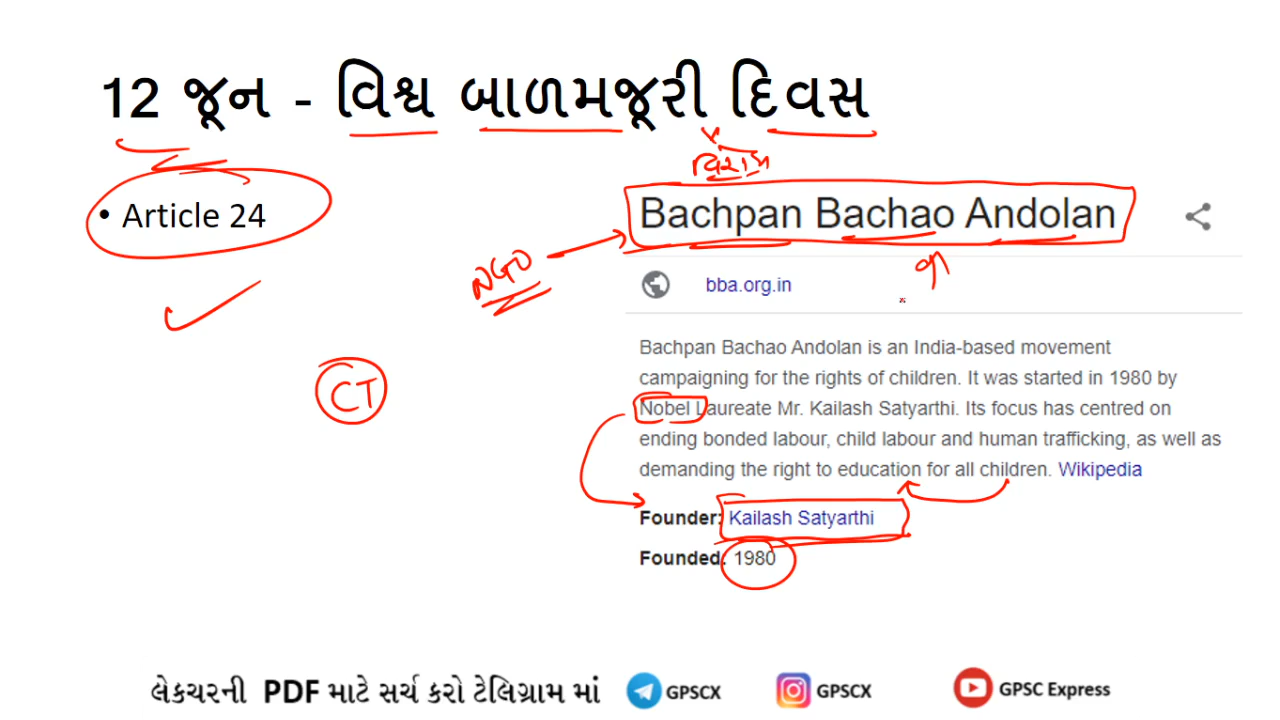 12 જૂન - વિશ્વ બાળમજૂરી દિવસ
વિરામ
• Article 24
Bachpan Bachao Andolan
NGO
bba.org.in
CT
Bachpan Bachao Andolan is an India-based movement
campaigning for the rights of children. It was started in 1980 by
Nobel Laureate Mr. Kailash Satyarthi. Its focus has centred on
ending bonded labour, child labour and human trafficking, as well as
demanding the right to education for all children. Wikipedia
Founder: Kailash Satyarthi
Founded: 1980
લેકચરની PDF માટે સર્ચ કરો ટેલિગ્રામ માં GPSCX GPSCX GPSC Express